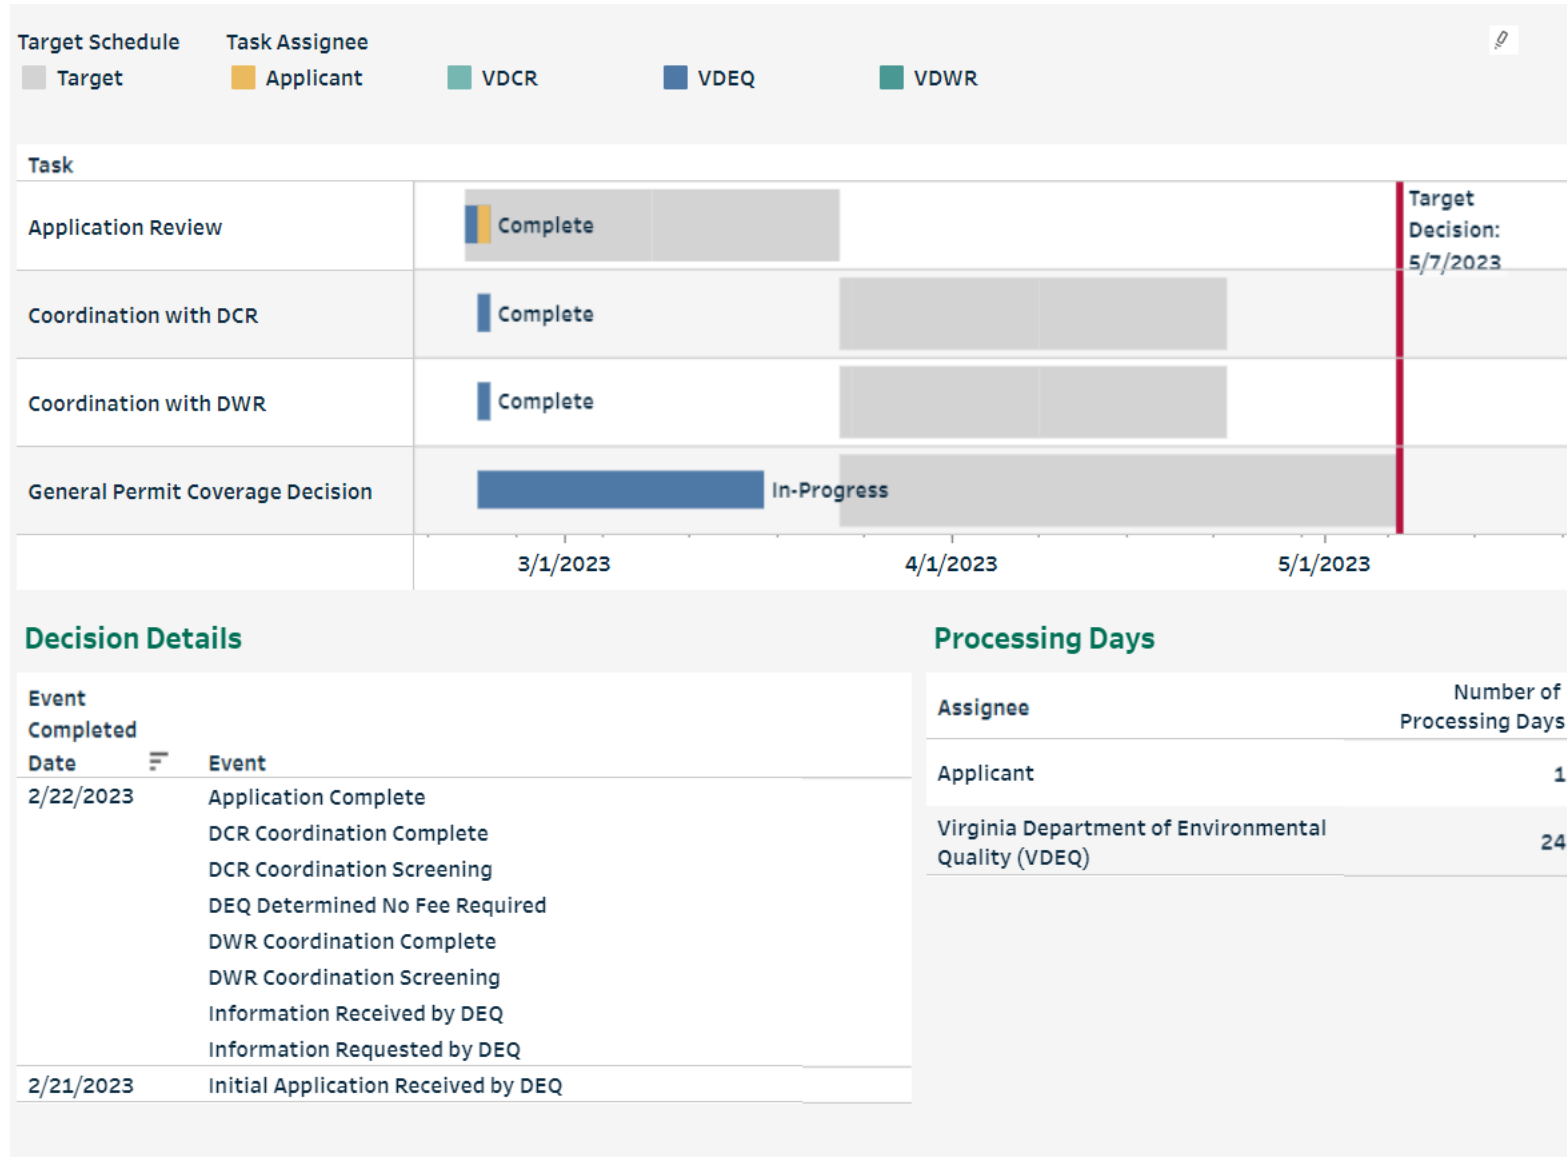 Target Schedule
Task Assignee
Target
Applicant
VDCR
VDEQ
VDWR
Task
Application Review
Complete
Target
Decision:
5/7/2023
Coordination with DCR
Complete
Coordination with DWR
Complete
General Permit Coverage Decision
In-Progress
3/1/2023
4/1/2023
5/1/2023
Decision Details
Event
Completed
Date
Event
2/22/2023
Application Complete
DCR Coordination Complete
DCR Coordination Screening
DEQ Determined No Fee Required
DWR Coordination Complete
DWR Coordination Screening
Information Received by DEQ
Information Requested by DEQ
2/21/2023
Initial Application Received by DEQ
Processing Days
Assignee
Number of
Processing Days
Applicant
1
Virginia Department of Environmental
Quality (VDEQ)
24